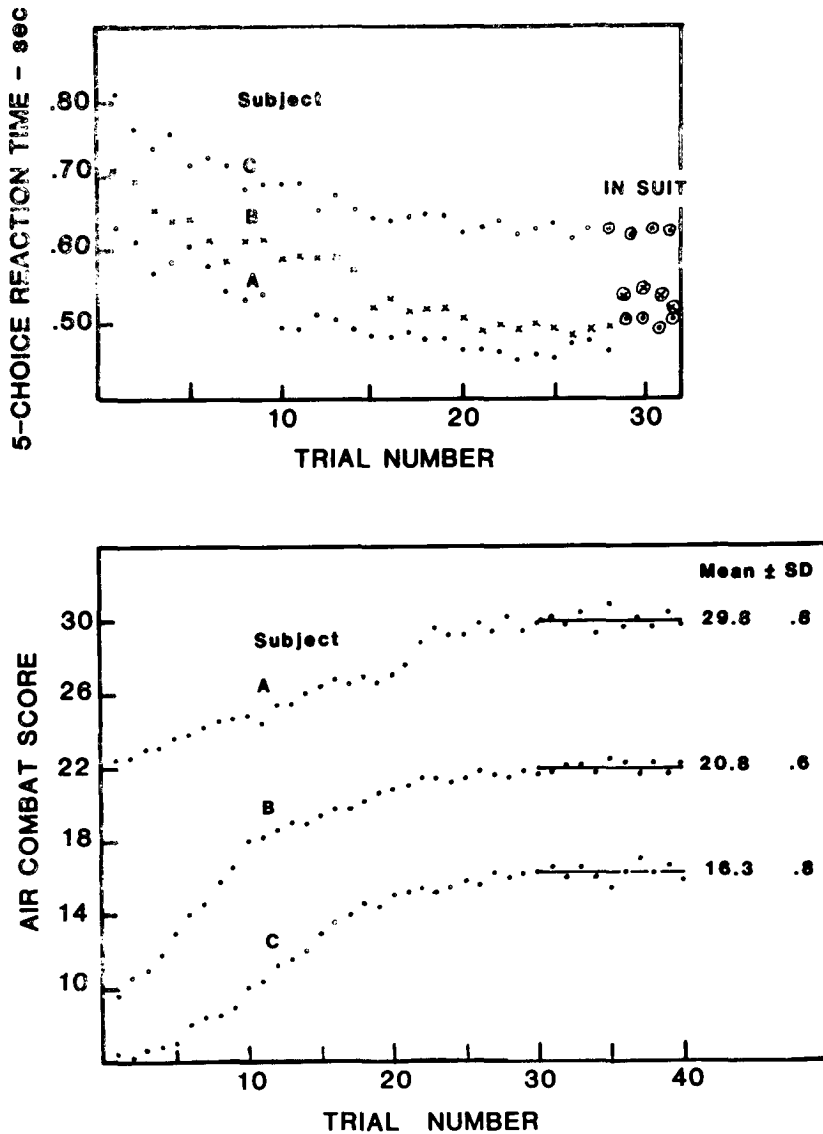 5-CHOICE REACTION TIME - sec
.80
.70
.60
.50
Subject
C
B
A
IN SUIT
10
20
30
TRIAL NUMBER
AIR COMBAT SCORE
30
26
22
18
14
10
Subject
A
B
C
Mean ± SD
29.8 .8
20.8 .6
16.3 .8
10
20
30
40
TRIAL NUMBER